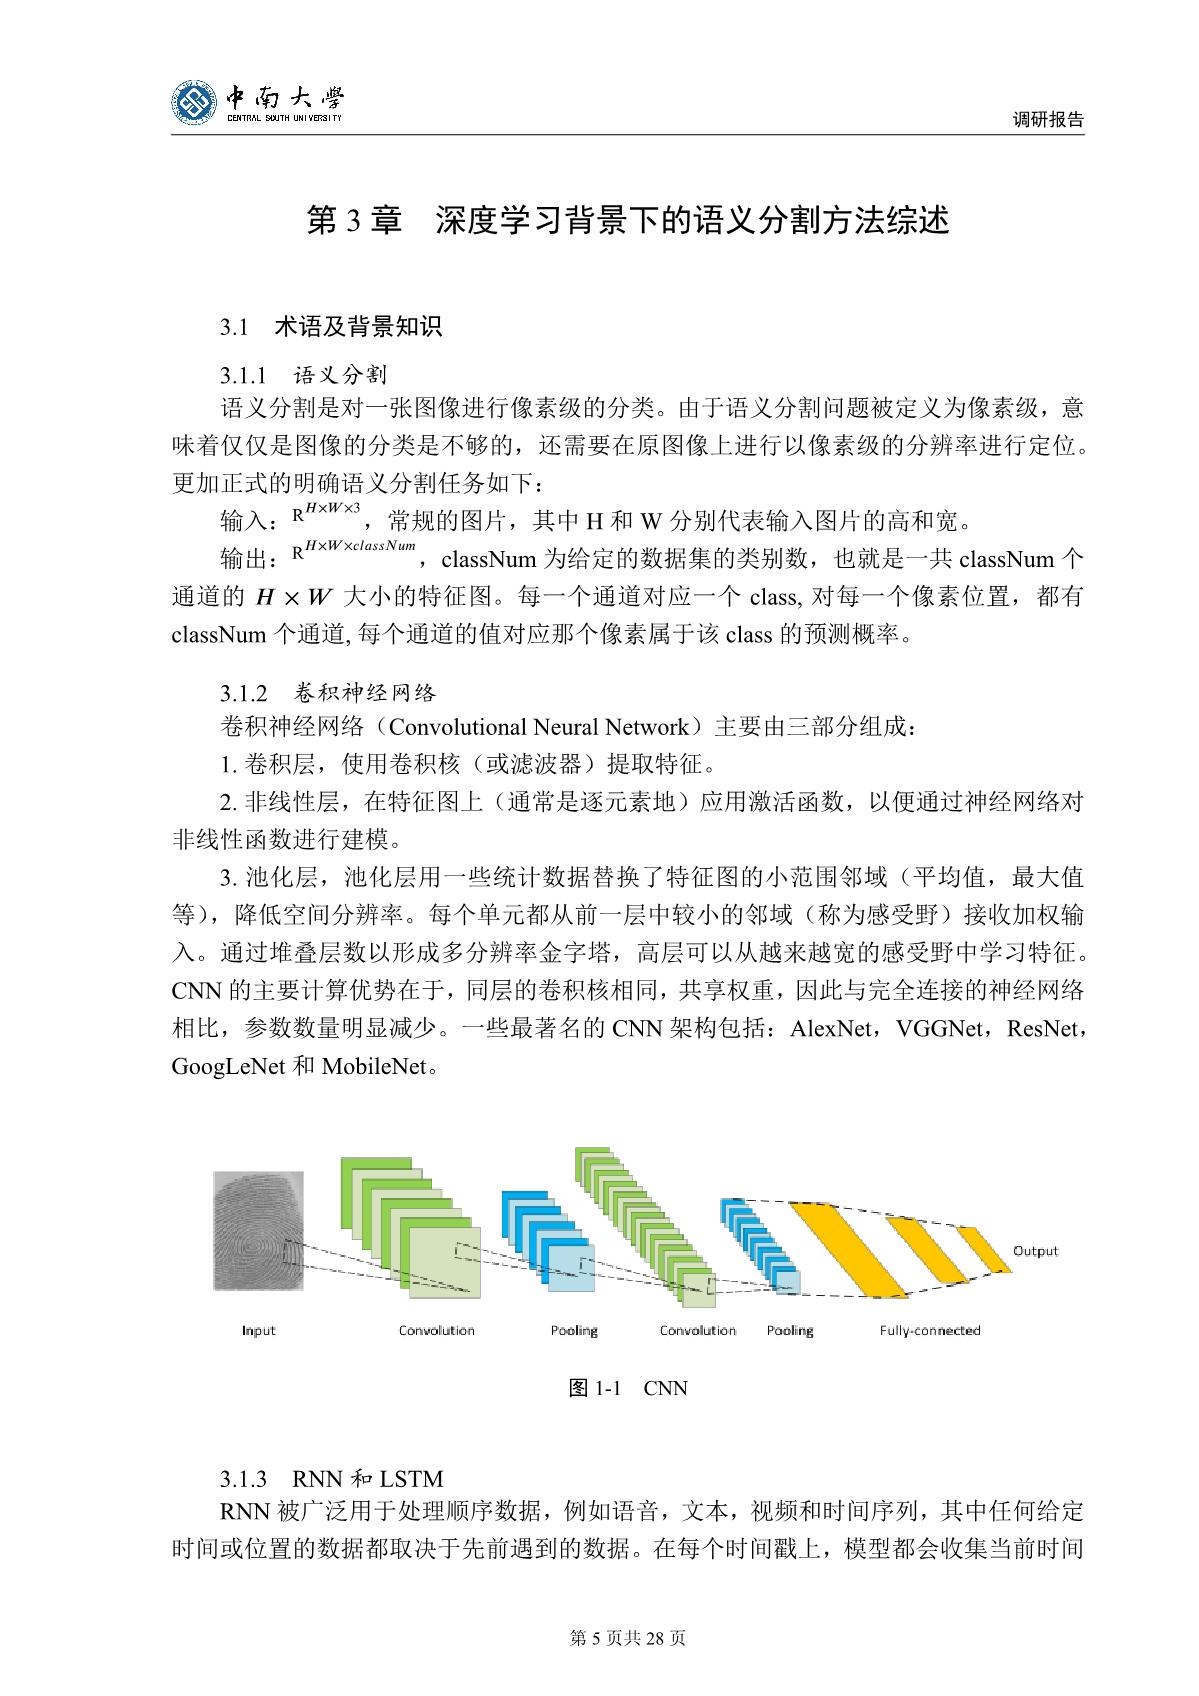 中南大學
CENTRAL SOUTH UNIVERSITY
调研报告
第 3 章 深度学习背景下的语义分割方法综述
3.1 术语及背景知识
3.1.1 语义分割
语义分割是对一张图像进行像素级的分类。由于语义分割问题被定义为像素级，意
味着仅仅是图像的分类是不够的，还需要在原图像上进行以像素级的分辨率进行定位。
更加正式的明确语义分割任务如下：
输入：R^{H×W×3}，常规的图片，其中 H 和 W 分别代表输入图片的高和宽。
输出：R^{H×W×classNum}，classNum 为给定的数据集的类别数，也就是一共 classNum 个
通道的 H × W 大小的特征图。每一个通道对应一个 class, 对每一个像素位置，都有
classNum 个通道, 每个通道的值对应那个像素属于该 class 的预测概率。
3.1.2 卷积神经网络
卷积神经网络（Convolutional Neural Network）主要由三部分组成：
1. 卷积层，使用卷积核（或滤波器）提取特征。
2. 非线性层，在特征图上（通常是逐元素地）应用激活函数，以便通过神经网络对
非线性函数进行建模。
3. 池化层，池化层用一些统计数据替换了特征图的小范围邻域（平均值，最大值
等），降低空间分辨率。每个单元都从前一层中较小的邻域（称为感受野）接收加权输
入。通过堆叠层数以形成多分辨率金字塔，高层可以从越来越宽的感受野中学习特征。
CNN 的主要计算优势在于，同层的卷积核相同，共享权重，因此与完全连接的神经网络
相比，参数数量明显减少。一些最著名的 CNN 架构包括：AlexNet，VGGNet，ResNet，
GoogLeNet 和 MobileNet。
Output
Input Convolution Pooling Convolution Pooling Fully-connected
图 1-1 CNN
3.1.3 RNN 和 LSTM
RNN 被广泛用于处理顺序数据，例如语音，文本，视频和时间序列，其中任何给定
时间或位置的数据都取决于先前遇到的数据。在每个时间戳上，模型都会收集当前时间
第 5 页共 28 页